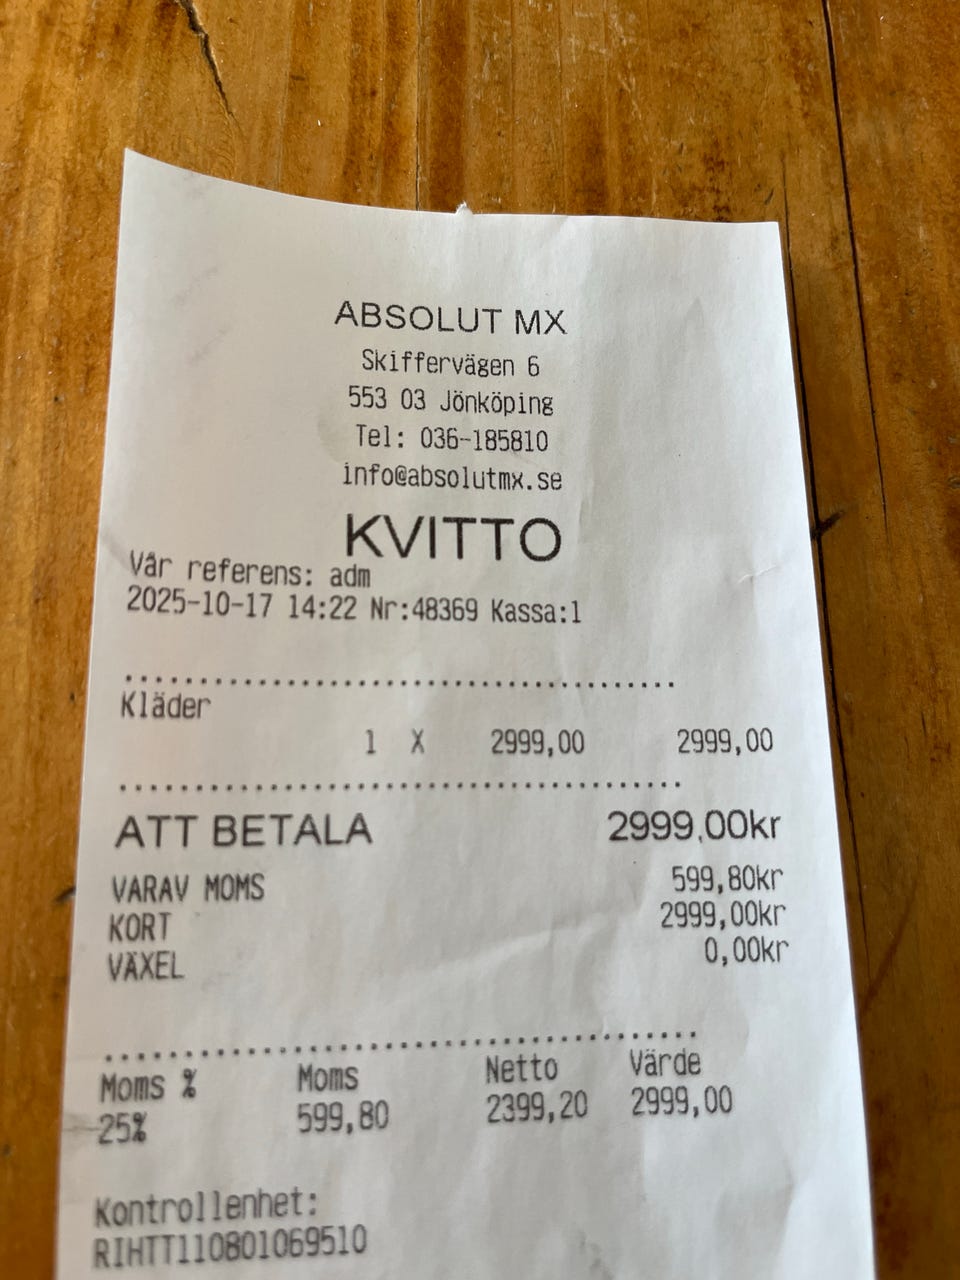 ABSOLUT MX
Skiffervägen 6
553 03 Jönköping
Tel: 036-185810
info@absolutmx.se
KVITTO
Vår referens: adm
2025-10-17 14:22 Nr:48369 Kassa:1
Kläder
1 X 2999,00 2999,00
ATT BETALA 2999,00kr
VARAV MOMS 599,80kr
KORT 2999,00kr
VÄXEL 0,00kr
Moms % Moms Netto Värde
25% 599,80 2399,20 2999,00
Kontrollenhet:
RIHTT110801069510